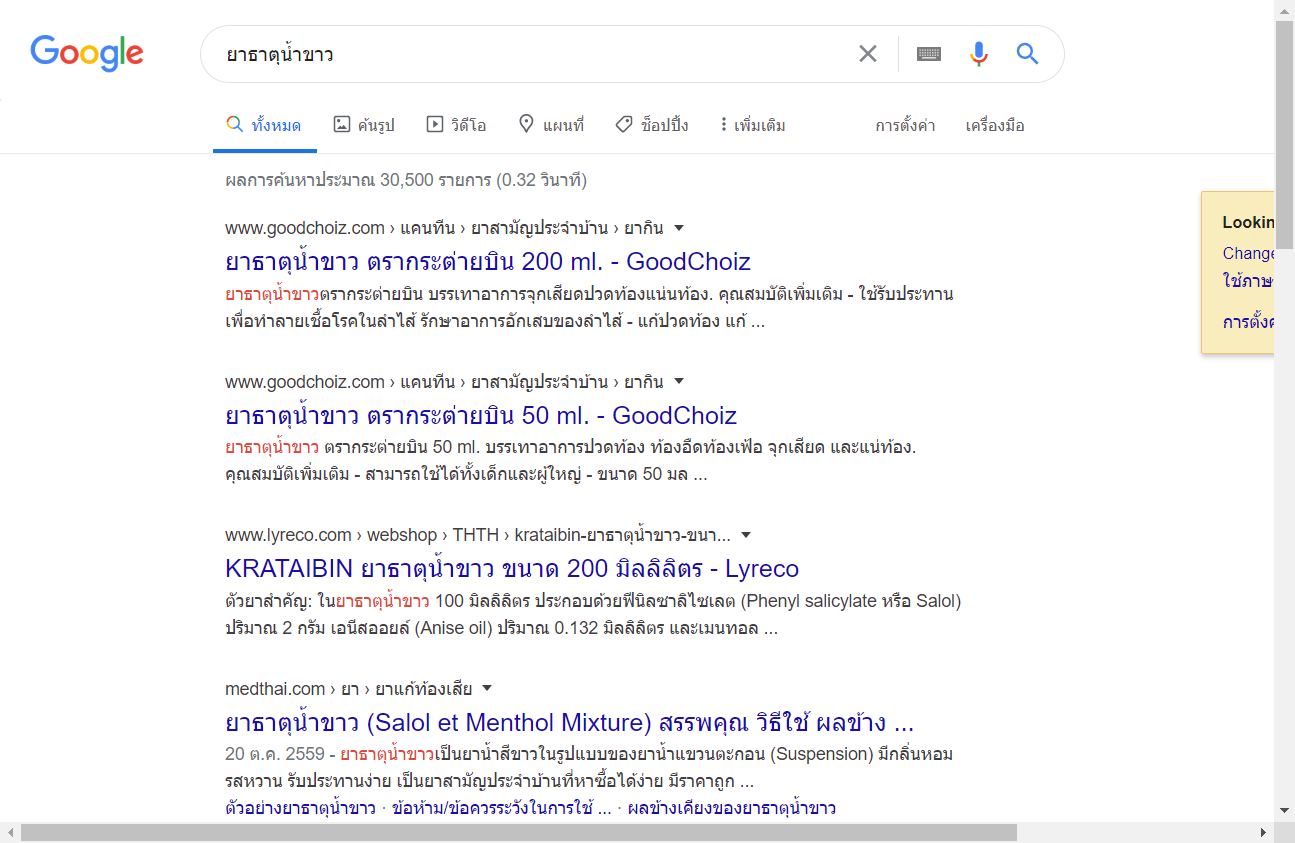 Google
ยาธาตุน้ำขาว
ทั้งหมด ค้นรูป วิดีโอ แผนที่ ช็อปปิ้ง เพิ่มเติม การตั้งค่า เครื่องมือ
ผลการค้นหาประมาณ 30,500 รายการ (0.32 วินาที)
www.goodchoiz.com › แคนทีน › ยาสามัญประจำบ้าน › ยากิน
ยาธาตุน้ำขาว ตรากระต่ายบิน 200 ml. - GoodChoiz
ยาธาตุน้ำขาวตรากระต่ายบิน บรรเทาอาการจุกเสียดปวดท้องแน่นท้อง. คุณสมบัติเพิ่มเติม - ใช้รับประทาน
เพื่อทำลายเชื้อโรคในลำไส้ รักษาอาการอักเสบของลำไส้ - แก้ปวดท้อง แก้ ...
Lookin
Change
ใช้ภาษ
การตั้งค
www.goodchoiz.com › แคนทีน › ยาสามัญประจำบ้าน › ยากิน
ยาธาตุน้ำขาว ตรากระต่ายบิน 50 ml. - GoodChoiz
ยาธาตุน้ำขาว ตรากระต่ายบิน 50 ml. บรรเทาอาการปวดท้อง ท้องอืดท้องเฟ้อ จุกเสียด และแน่ท้อง.
คุณสมบัติเพิ่มเติม - สามารถใช้ได้ทั้งเด็กและผู้ใหญ่ - ขนาด 50 มล ...
www.lyreco.com › webshop › THTH › krataibin-ยาธาตุน้ำขาว-ขนา...
KRATAIBIN ยาธาตุน้ำขาว ขนาด 200 มิลลิลิตร - Lyreco
ตัวยาสำคัญ: ในยาธาตุน้ำขาว 100 มิลลิลิตร ประกอบด้วยฟีนิลซาลิไซเลต (Phenyl salicylate หรือ Salol)
ปริมาณ 2 กรัม เอนีสออยล์ (Anise oil) ปริมาณ 0.132 มิลลิลิตร และเมนทอล ...
medthai.com › ยา › ยาแก้ท้องเสีย
ยาธาตุน้ำขาว (Salol et Menthol Mixture) สรรพคุณ วิธีใช้ ผลข้าง ...
20 ต.ค. 2559 - ยาธาตุน้ำขาวเป็นยาน้ำสีขาวในรูปแบบของยาน้ำแขวนตะกอน (Suspension) มีกลิ่นหอม
รสหวาน รับประทานง่าย เป็นยาสามัญประจำบ้านที่หาซื้อได้ง่าย มีราคาถูก ...
ตัวอย่างยาธาตุน้ำขาว · ข้อห้าม/ข้อควรระวังในการใช้ ... · ผลข้างเคียงของยาธาตุน้ำขาว